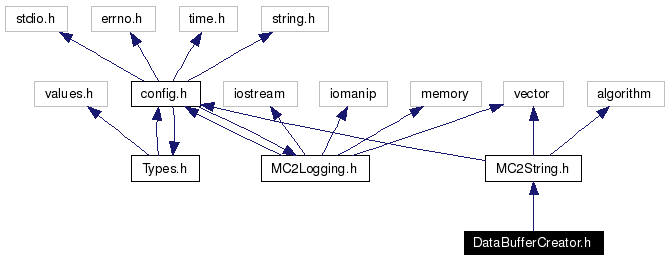 stdio.h
errno.h
time.h
string.h
values.h
config.h
iostream
iomanip
memory
vector
algorithm
Types.h
MC2Logging.h
MC2String.h
DataBufferCreator.h